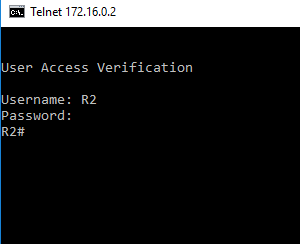 Telnet 172.16.0.2
User Access Verification
Username: R2
Password:
R2#